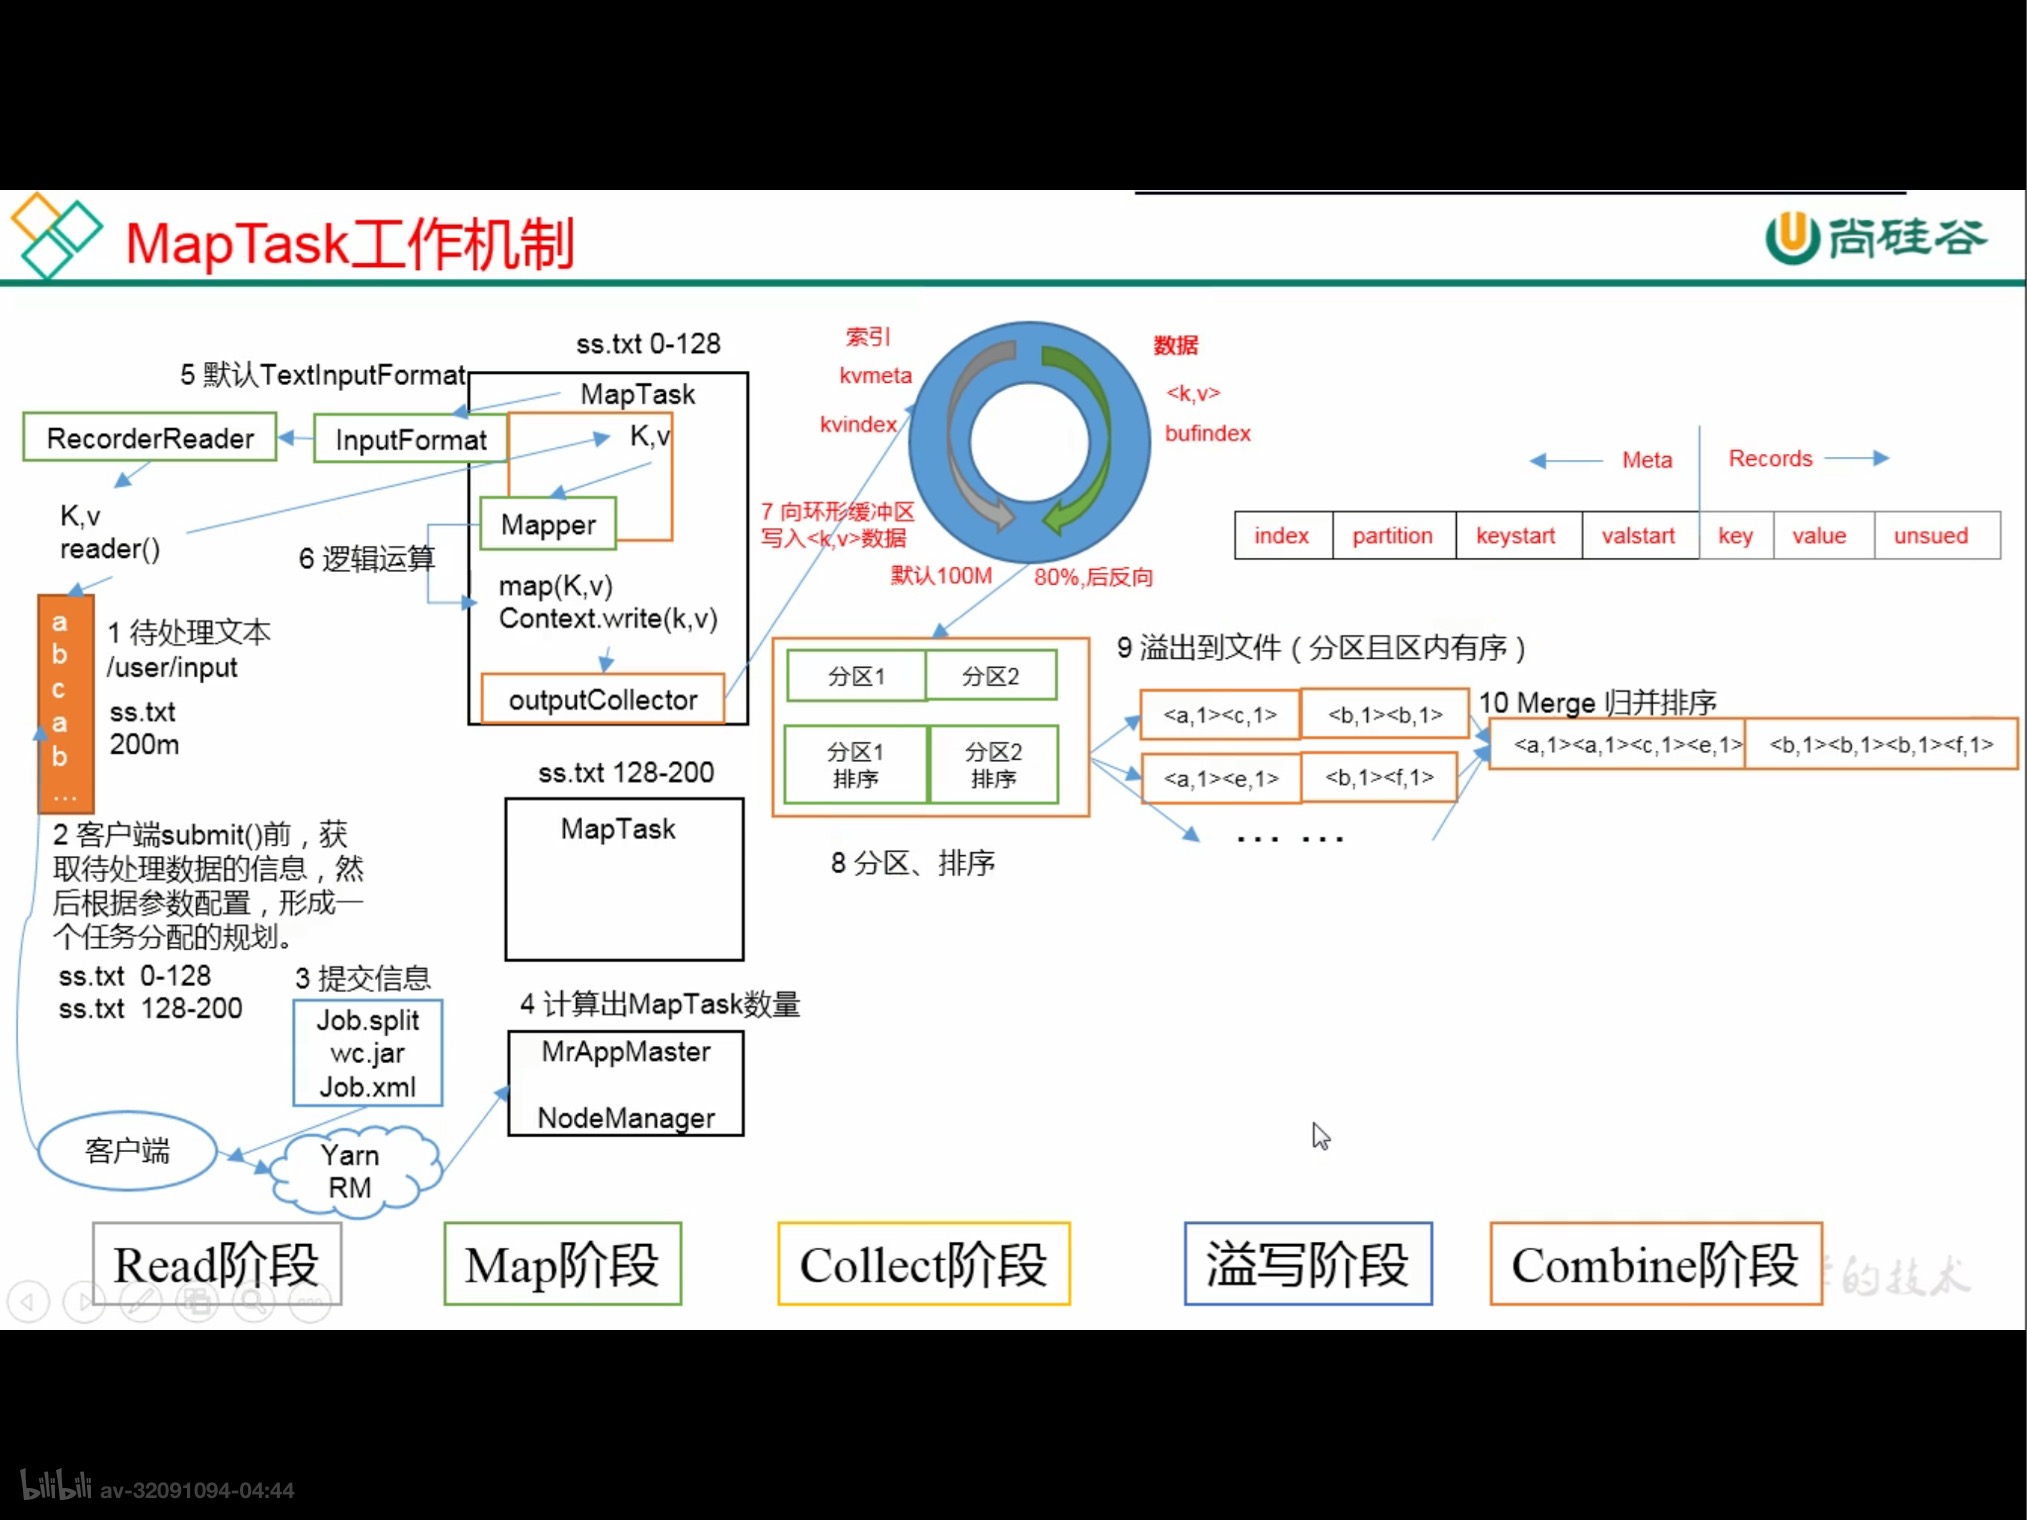 MapTask工作机制
尚硅谷
ss.txt 0-128
5 默认TextInputFormat
MapTask
RecorderReader
InputFormat
K,v
K,v
reader()
Mapper
6 逻辑运算
map(K,v)
Context.write(k,v)
outputCollector
a
b
c
a
b
...
1 待处理文本
/user/input
ss.txt
200m
2 客户端submit()前，获
取待处理数据的信息，然
后根据参数配置，形成一
个任务分配的规划。
ss.txt 0-128
ss.txt 128-200
3 提交信息
Job.split
wc.jar
Job.xml
客户端
Yarn
RM
ss.txt 128-200
MapTask
4 计算出MapTask数量
MrAppMaster
NodeManager
索引
kvmeta
kvindex
数据
<k,v>
bufindex
7 向环形缓冲区
写入<k,v>数据
默认100M
80%,后反向
Meta
Records
index
partition
keystart
valstart
key
value
unsued
分区1
分区2
分区1
排序
分区2
排序
8 分区、排序
9 溢出到文件（分区且区内有序）
<a,1><c,1>
<b,1><b,1>
<a,1><e,1>
<b,1><f,1>
... ...
10 Merge 归并排序
<a,1><a,1><c,1><e,1>
<b,1><b,1><b,1><f,1>
Read阶段
Map阶段
Collect阶段
溢写阶段
Combine阶段
的技术
bilibili av-32091094-04:44